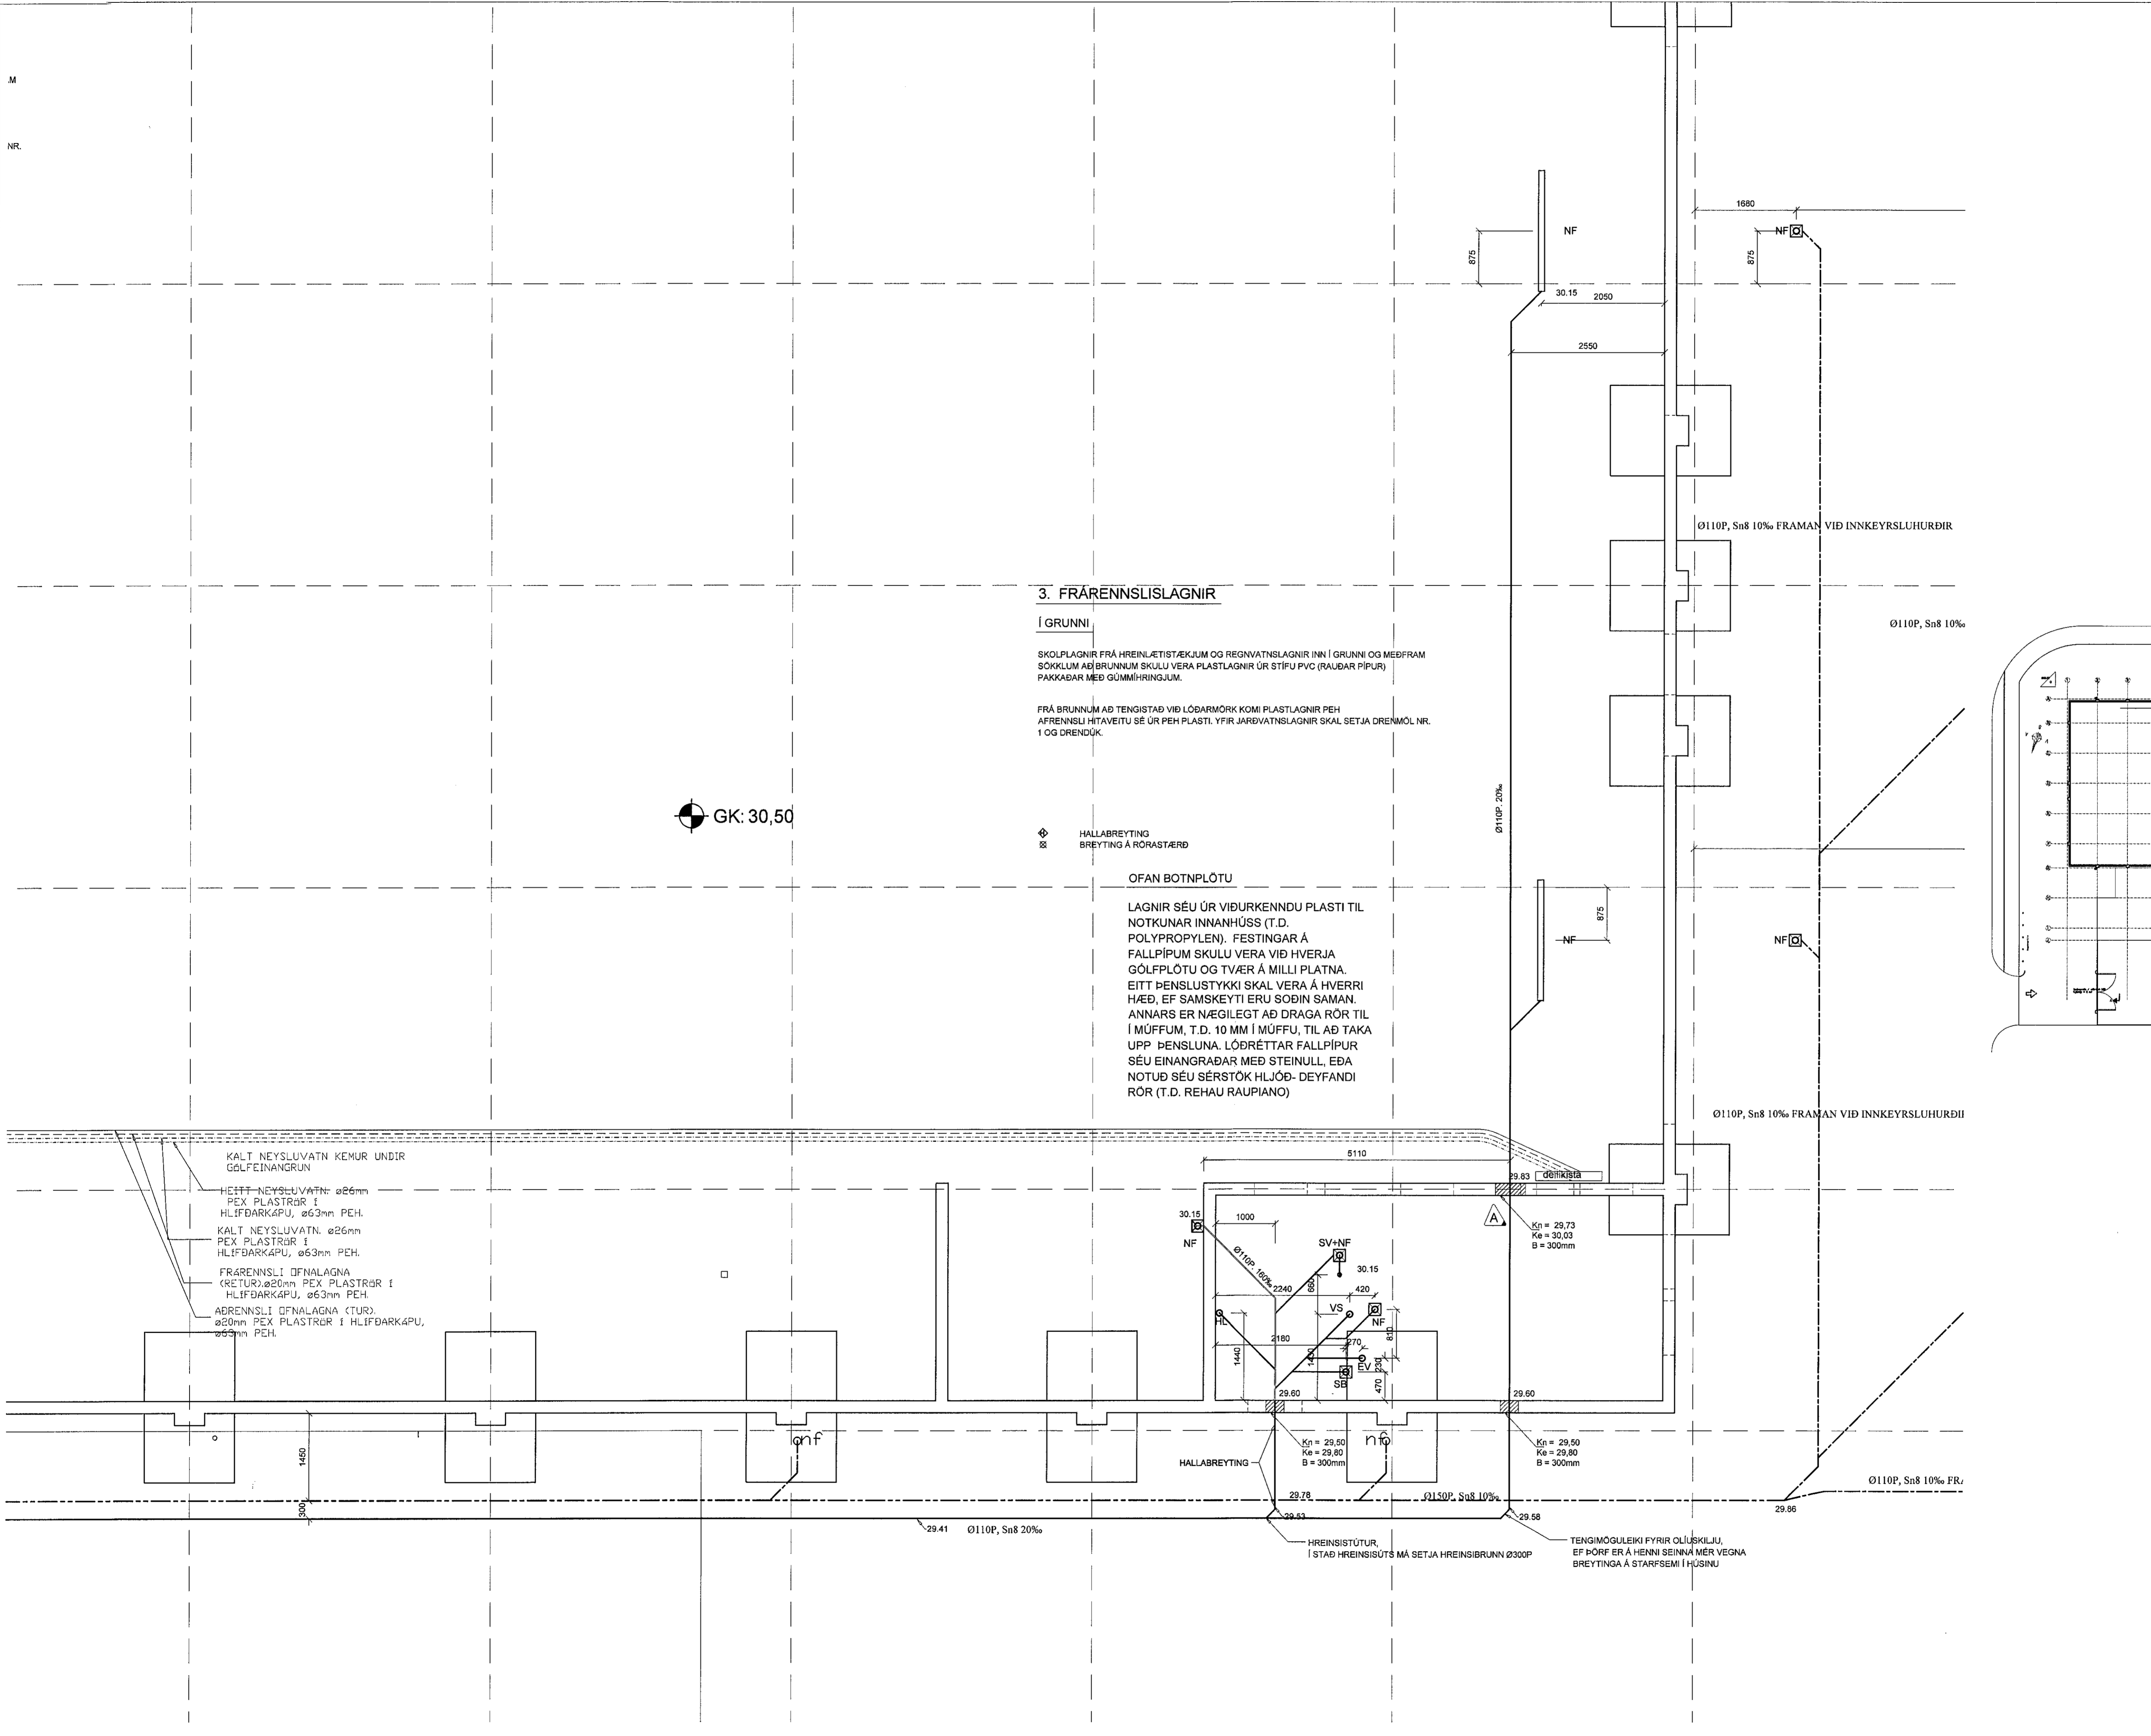 .M
NR.
NF
1680
NF
875
875
30.15
2050
2550
Ø110P, Sn8 10‰ FRAMAN VIÐ INNKEYRSLUHURÐIR
3. FRÁRENNSLISLAGNIR
Í GRUNNI
SKOLPLAGNIR FRÁ HREINLÆTISTÆKJUM OG REGNVATNSLAGNIR INN Í GRUNNI OG MEÐFRAM
SÖKKLUM AÐ BRUNNUM SKULU VERA PLASTLAGNIR ÚR STÍFU PVC (RAUÐAR PÍPUR)
PAKKAÐAR MEÐ GÚMMÍHRINGJUM.
Ø110P, Sn8 10‰
FRÁ BRUNNUM AÐ TENGISTAÐ VIÐ LÓÐARMÖRK KOMI PLASTLAGNIR PEH
AFRENNSLI HITAVEITU SÉ ÚR PEH PLASTI. YFIR JARÐVATNSLAGNIR SKAL SETJA DRENMÖL NR.
1 OG DRENDÚK.
GK: 30,50
Ø110P. 20‰
HALLABREYTING
BREYTING Á RÖRASTÆRÐ
OFAN BOTNPLÖTU
LAGNIR SÉU ÚR VIÐURKENNDU PLASTI TIL
NOTKUNAR INNANHÚSS (T.D.
POLYPROPYLEN). FESTINGAR Á
FALLPÍPUM SKULU VERA VIÐ HVERJA
GÓLFPLÖTU OG TVÆR Á MILLI PLATNA.
EITT ÞENSLUSTYKKI SKAL VERA Á HVERRI
HÆÐ, EF SAMSKEYTI ERU SOÐIN SAMAN.
ANNARS ER NÆGILEGT AÐ DRAGA RÖR TIL
Í MÚFFUM, T.D. 10 MM Í MÚFFU, TIL AÐ TAKA
UPP ÞENSLUNA. LÓÐRÉTTAR FALLPÍPUR
SÉU EINANGRAÐAR MEÐ STEINULL, EÐA
NOTUÐ SÉU SÉRSTÖK HLJÓÐ- DEYFANDI
RÖR (T.D. REHAU RAUPIANO)
875
NF
NF
Ø110P, Sn8 10‰ FRAMAN VIÐ INNKEYRSLUHURÐII
KALT NEYSLUVATN KEMUR UNDIR
GÓLFEINANGRUN
HEITT NEYSLUVATN. ø26mm
PEX PLASTRÖR Í
HLÍFÐARKÁPU, ø63mm PEH.
KALT NEYSLUVATN. ø26mm
PEX PLASTRÖR Í
HLÍFÐARKÁPU, ø63mm PEH.
FRÁRENNSLI OFNALAGNA
(RETUR).ø20mm PEX PLASTRÖR Í
HLÍFÐARKÁPU, ø63mm PEH.
AÐRENNSLI OFNALAGNA (TUR).
ø20mm PEX PLASTRÖR Í HLÍFÐARKÁPU,
ø63mm PEH.
5110
29.83
deilikista
30.15
NF
1000
A
Kn = 29,73
Ke = 30,03
B = 300mm
SV+NF
Ø110P. 160‰
30.15
660
2240
420
VS
HL
NF
810
2180
270
1440
1430
EV
230
SB
470
29.60
29.60
nf
nf
Kn = 29,50
Ke = 29,80
B = 300mm
Kn = 29,50
Ke = 29,80
B = 300mm
1450
HALLABREYTING
Ø110P, Sn8 10‰ FR
300
29.78
Ø150P, Sn8 10‰
29.86
29.53
29.58
29.41
Ø110P, Sn8 20‰
HREINSISTÚTUR,
Í STAÐ HREINSISÚTS MÁ SETJA HREINSIBRUNN Ø300P
TENGIMÖGULEIKI FYRIR OLÍUSKILJU,
EF ÞÖRF ER Á HENNI SEINNA MÉR VEGNA
BREYTINGA Á STARFSEMI Í HÚSINU